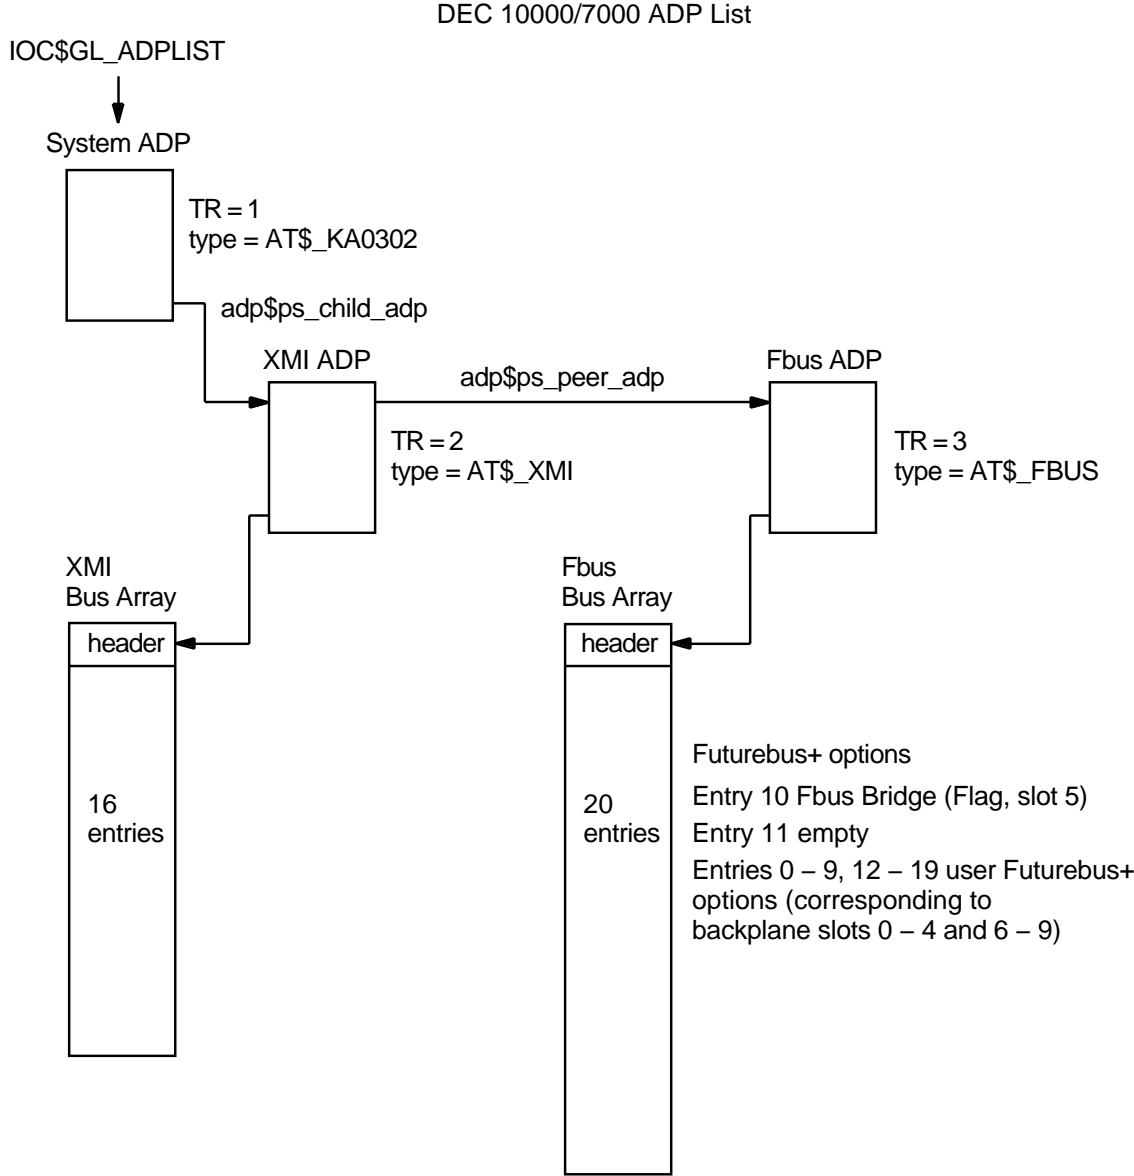 DEC 10000/7000 ADP List
IOC$GL_ADPLIST
System ADP
TR = 1
type = AT$_KA0302
adp$ps_child_adp
XMI ADP
adp$ps_peer_adp
Fbus ADP
TR = 2
type = AT$_XMI
TR = 3
type = AT$_FBUS
XMI
Bus Array
header
16
entries
Fbus
Bus Array
header
20
entries
Futurebus+ options
Entry 10 Fbus Bridge (Flag, slot 5)
Entry 11 empty
Entries 0 – 9, 12 – 19 user Futurebus+
options (corresponding to
backplane slots 0 – 4 and 6 – 9)